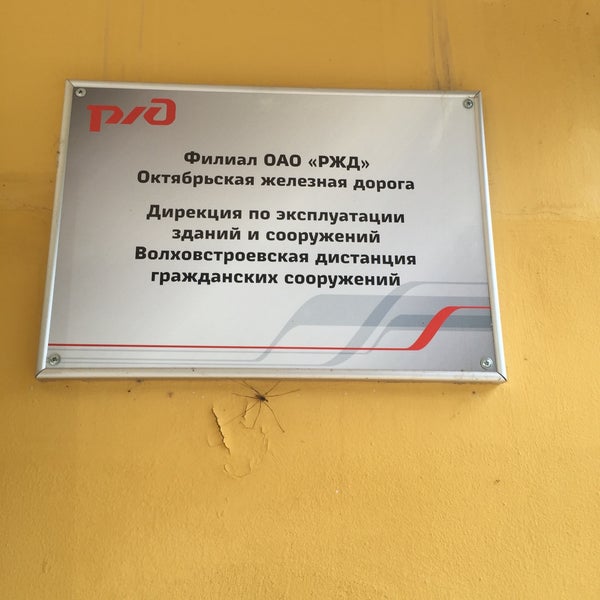 РЖД
Филиал ОАО «РЖД»
Октябрьская железная дорога
Дирекция по эксплуатации
зданий и сооружений
Волховстроевская дистанция
гражданских сооружений